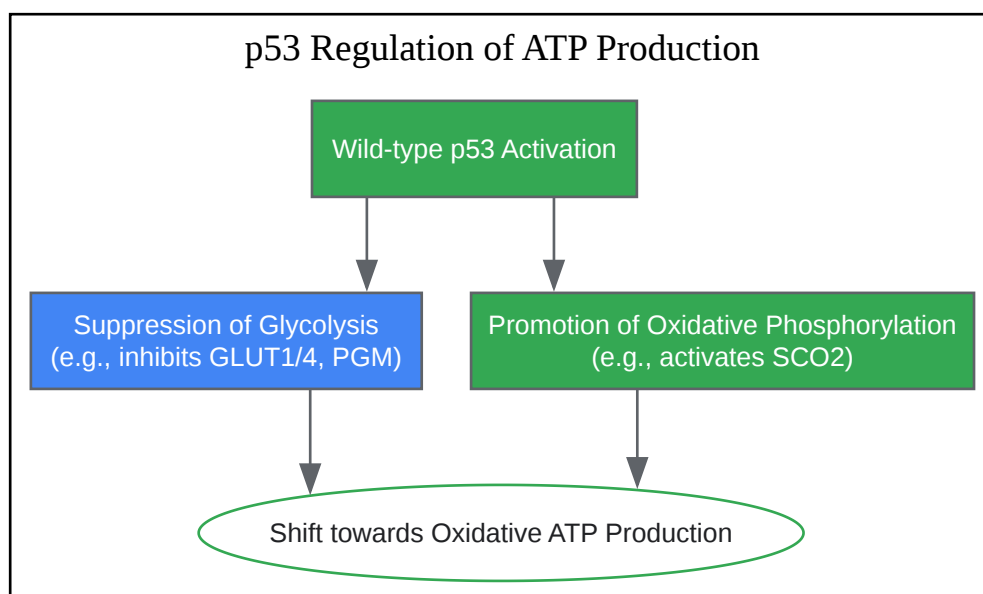 p53 Regulation of ATP Production
Wild-type p53 Activation
Suppression of Glycolysis
(e.g., inhibits GLUT1/4, PGM)
Promotion of Oxidative Phosphorylation
(e.g., activates SCO2)
Shift towards Oxidative ATP Production